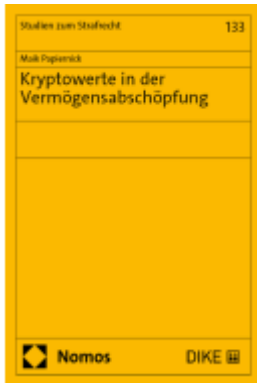 Studien zum Strafrecht 133
Maik Papiernick
Kryptowerte in der
Vermögensabschöpfung
Nomos DIKE